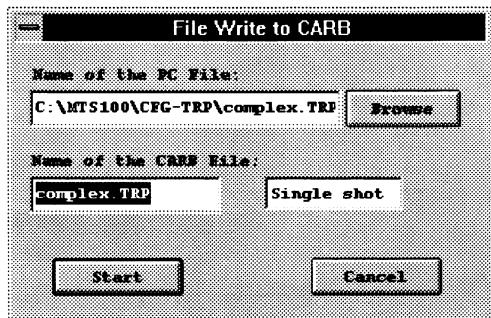 File Write to CARB
Name of the PC File:
C:\MTS100\CFG-TRP\complex.TRP Browse
Name of the CARB File:
complex.TRP Single shot
Start Cancel